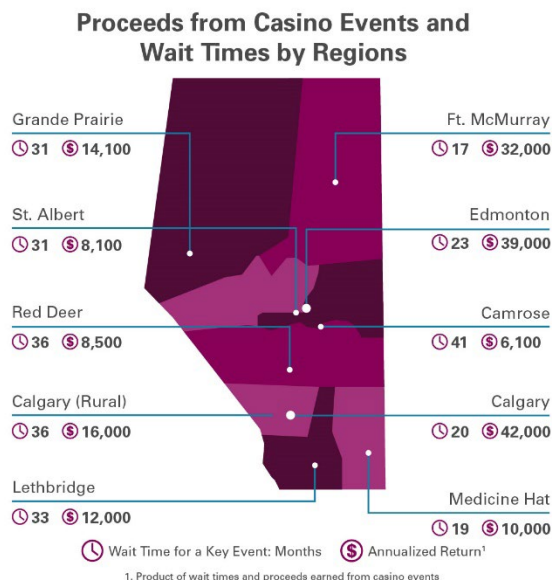 Proceeds from Casino Events and
Wait Times by Regions
Grande Prairie
31 $ 14,100
Ft. McMurray
17 $ 32,000
St. Albert
31 $ 8,100
Edmonton
23 $ 39,000
Red Deer
36 $ 8,500
Camrose
41 $ 6,100
Calgary (Rural)
36 $ 16,000
Calgary
20 $ 42,000
Lethbridge
33 $ 12,000
Medicine Hat
19 $ 10,000
Wait Time for a Key Event: Months $ Annualized Return¹
1. Product of wait times and proceeds earned from casino events